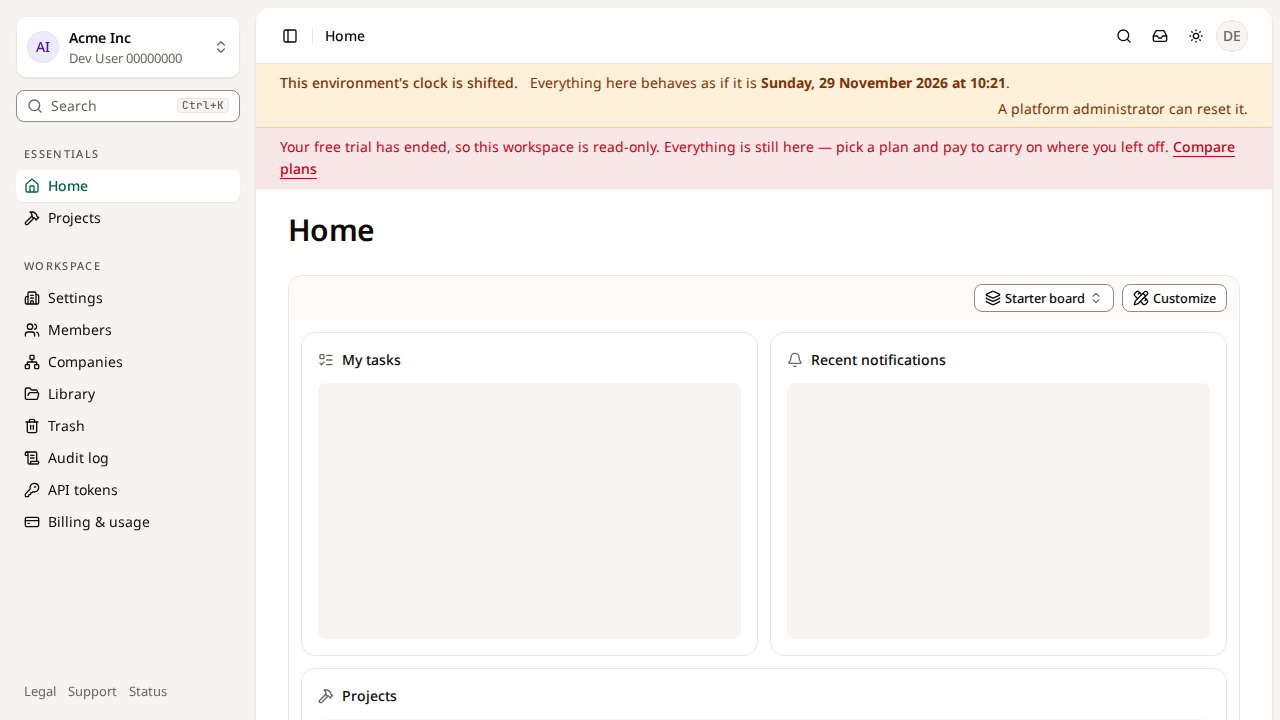 AI
Acme Inc
Dev User 00000000
Search
Ctrl+K
ESSENTIALS
Home
Projects
WORKSPACE
Settings
Members
Companies
Library
Trash
Audit log
API tokens
Billing & usage
Legal Support Status
Home
DE
This environment's clock is shifted. Everything here behaves as if it is Sunday, 29 November 2026 at 10:21.
A platform administrator can reset it.
Your free trial has ended, so this workspace is read-only. Everything is still here — pick a plan and pay to carry on where you left off. Compare
plans
Home
Starter board
Customize
My tasks
Recent notifications
Projects